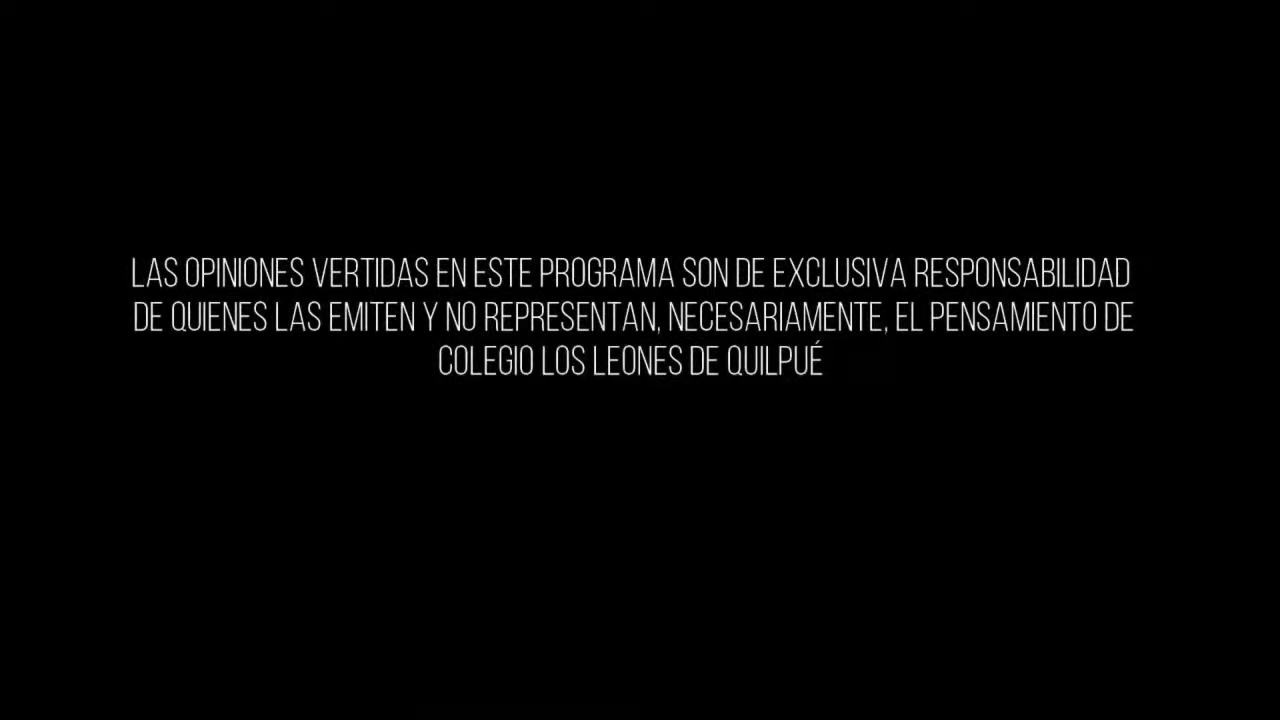 LAS OPINIONES VERTIDAS EN ESTE PROGRAMA SON DE EXCLUSIVA RESPONSABILIDAD
DE QUIENES LAS EMITEN Y NO REPRESENTAN, NECESARIAMENTE, EL PENSAMIENTO DE
COLEGIO LOS LEONES DE QUILPUÉ